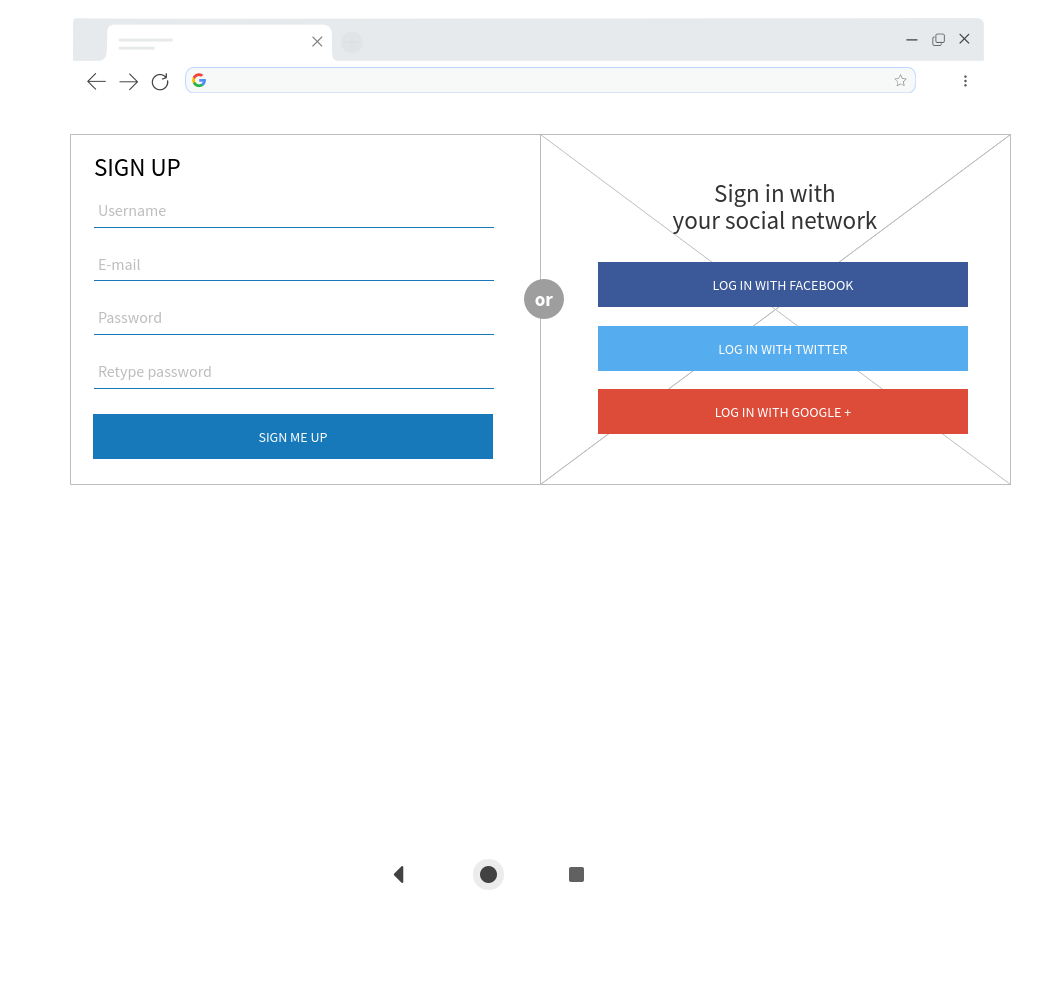 SIGN UP
Username
E-mail
Password
Retype password
SIGN ME UP
or
Sign in with
your social network
LOG IN WITH FACEBOOK
LOG IN WITH TWITTER
LOG IN WITH GOOGLE +